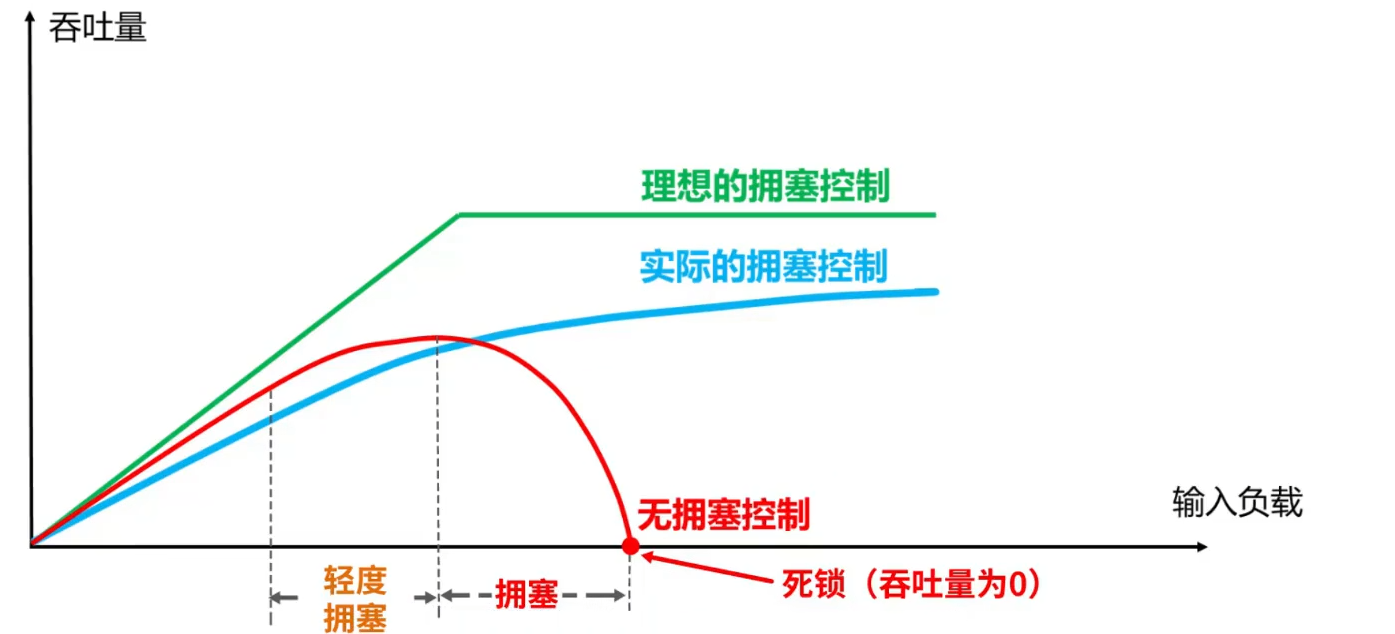 吞吐量
理想的拥塞控制
实际的拥塞控制
输入负载
无拥塞控制
轻度
拥塞
拥塞
死锁（吞吐量为0）